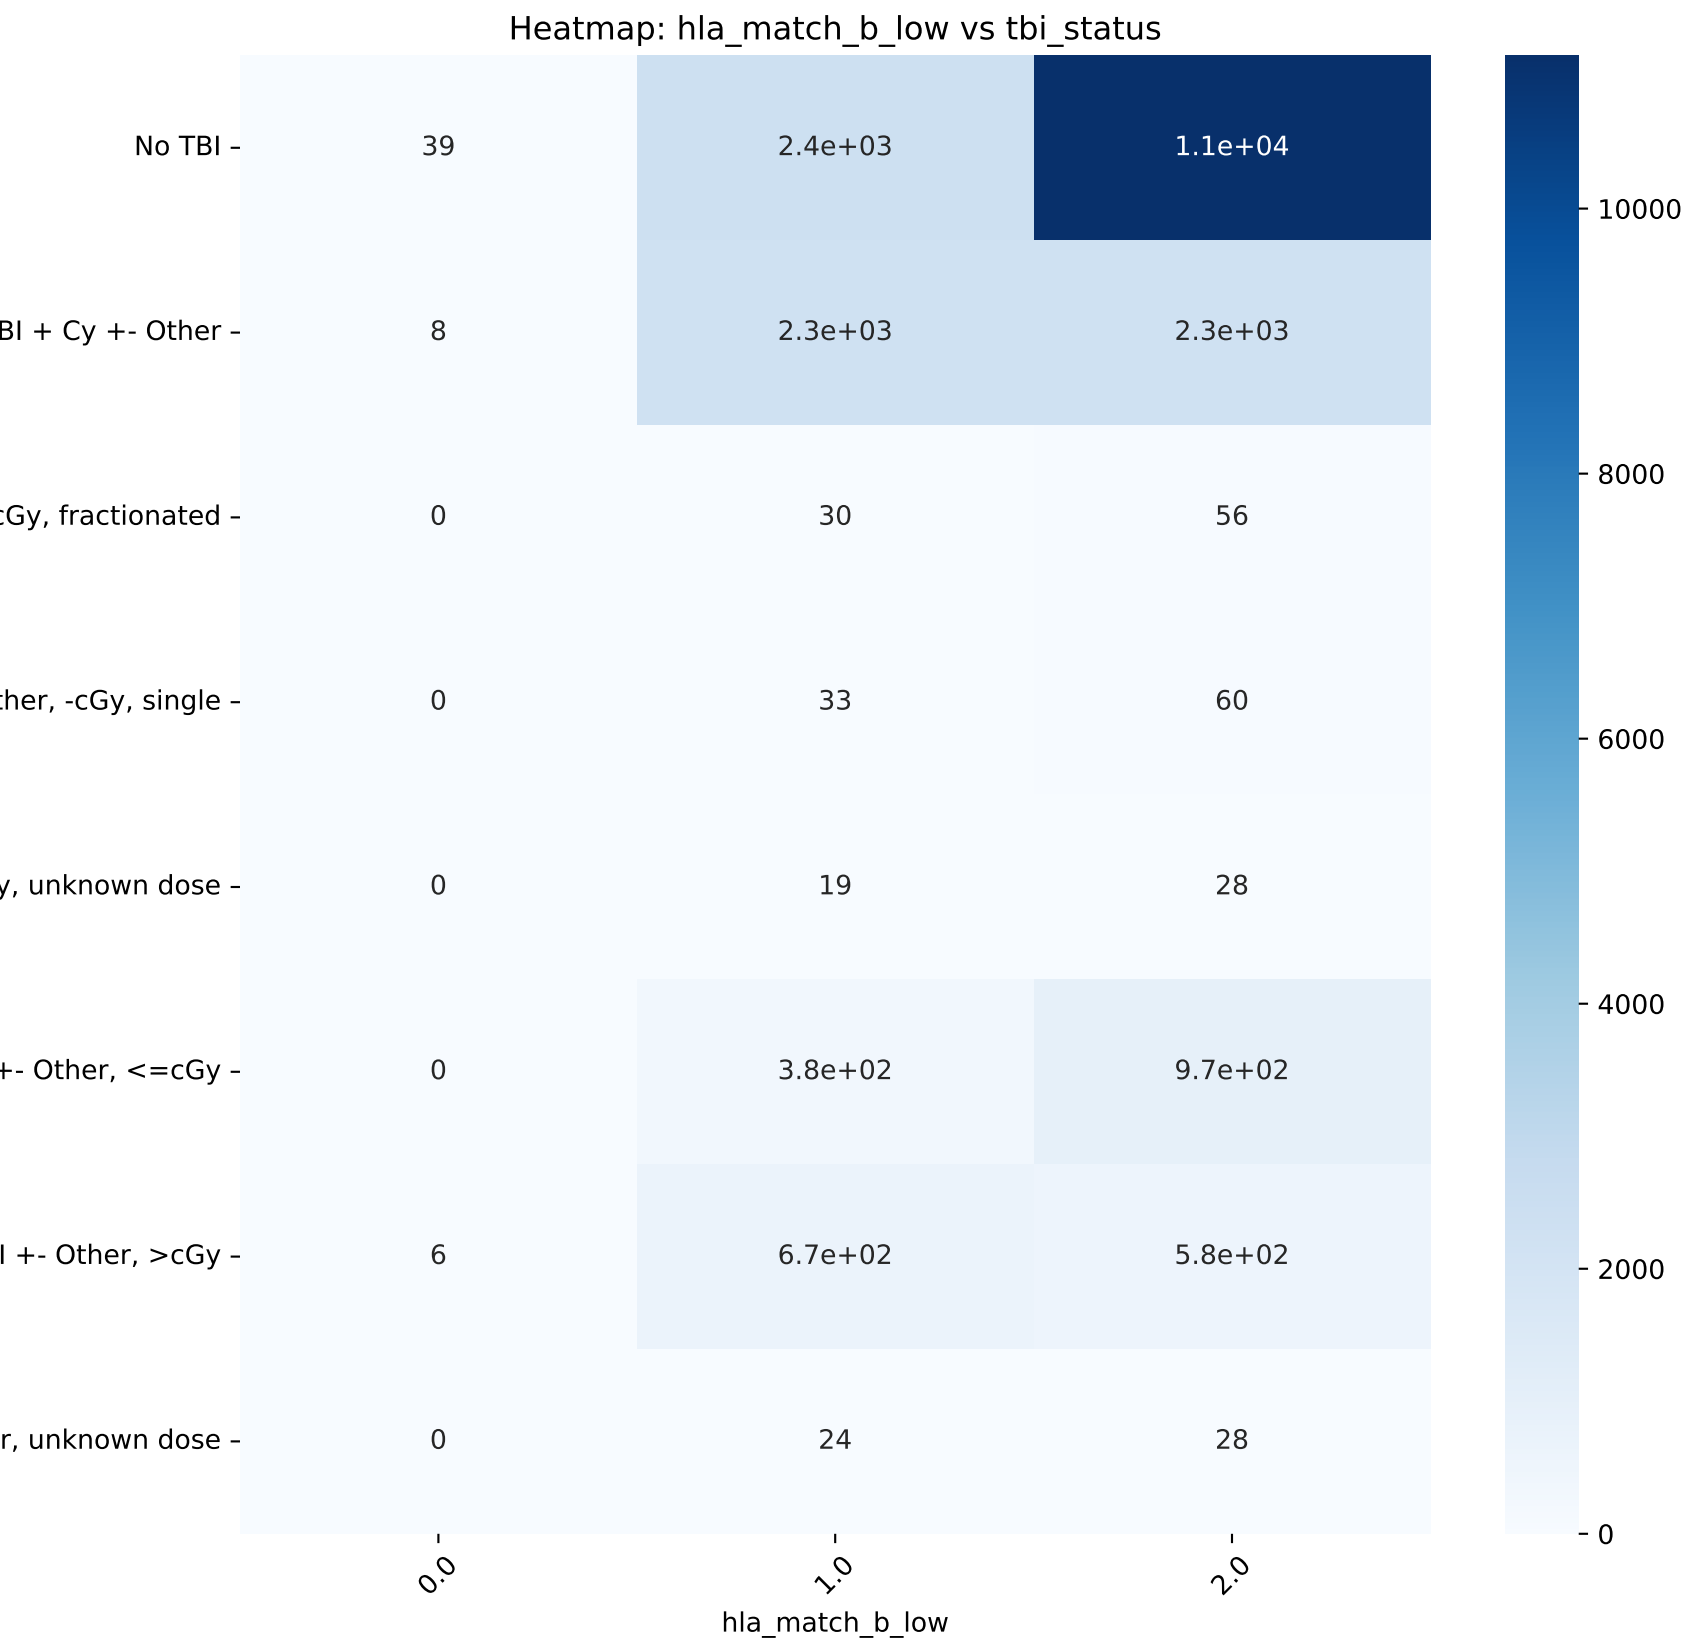 Heatmap: hla_match_b_low vs tbi_status
No TBI 39 2.4e+03 1.1e+04
BI + Cy +- Other 8 2.3e+03 2.3e+03
cGy, fractionated 0 30 56
ther, -cGy, single 0 33 60
y, unknown dose 0 19 28
+- Other, <=cGy 0 3.8e+02 9.7e+02
I +- Other, >cGy 6 6.7e+02 5.8e+02
r, unknown dose 0 24 28
0.0 1.0 2.0
hla_match_b_low
10000
8000
6000
4000
2000
0